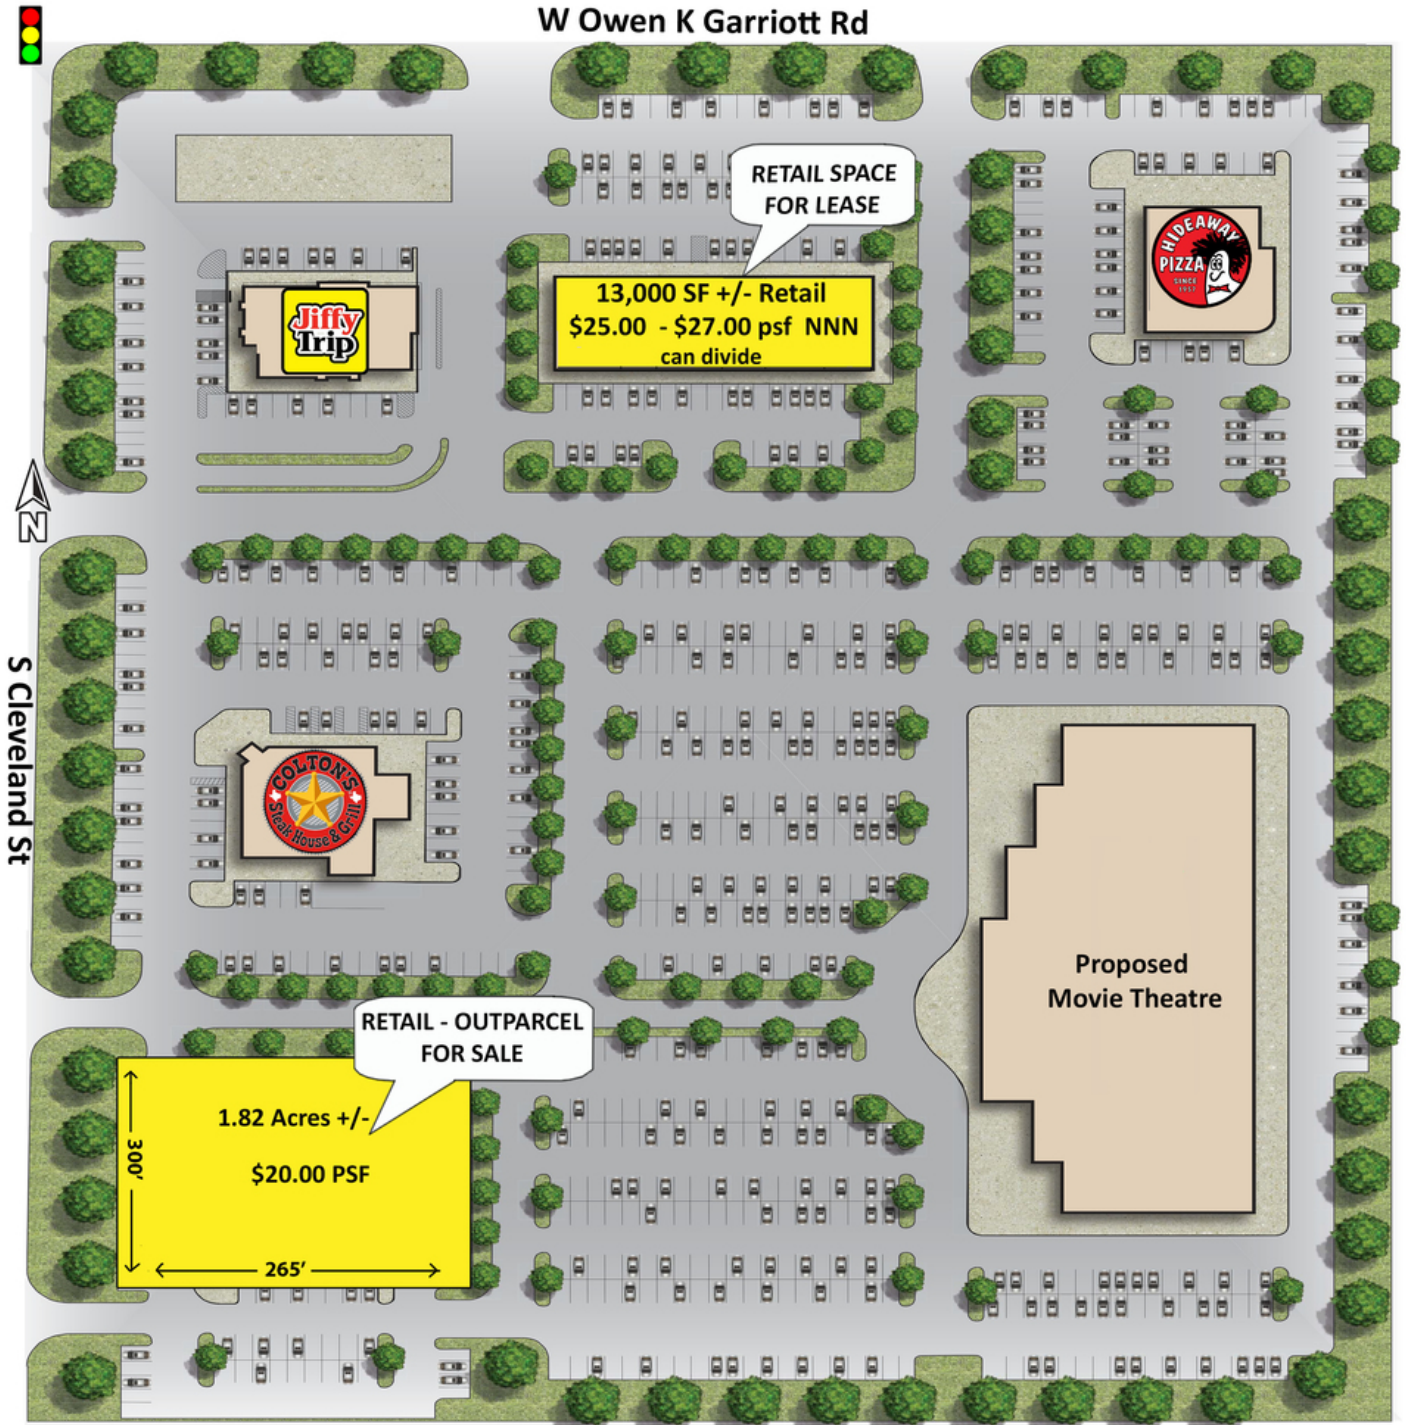 W Owen K Garriott Rd
RETAIL SPACE
FOR LEASE
HIDEAWAY
PIZZA
SINCE
1957
13,000 SF +/- Retail
$25.00 - $27.00 psf NNN
can divide
Jiffy
Trip
N
S Cleveland St
COLTON'S
Steak House & Grill
Proposed
Movie Theatre
RETAIL - OUTPARCEL
FOR SALE
1.82 Acres +/-
300'
$20.00 PSF
265'